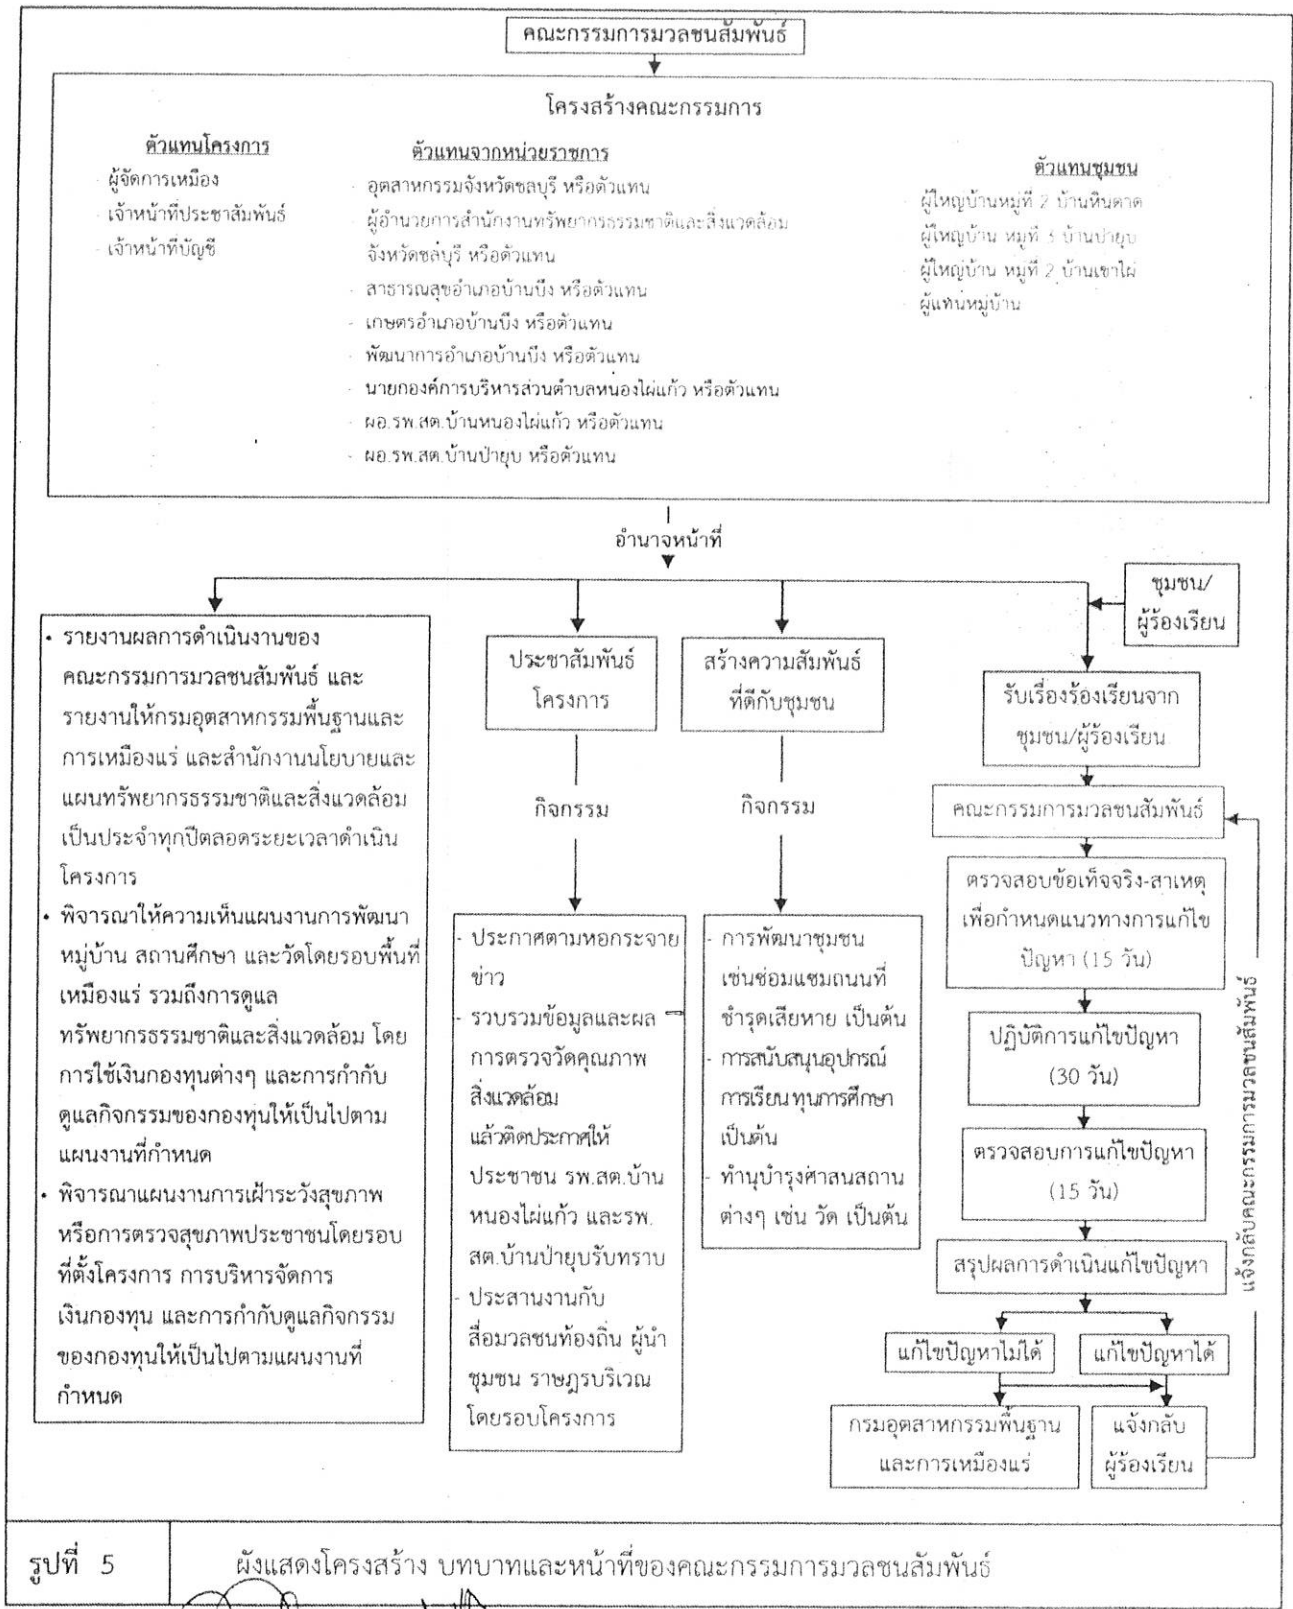 คณะกรรมการมวลชนสัมพันธ์
โครงสร้างคณะกรรมการ
ตัวแทนโครงการ
- ผู้จัดการเหมือง
- เจ้าหน้าที่ประชาสัมพันธ์
- เจ้าหน้าที่บัญชี
ตัวแทนจากหน่วยราชการ
- อุตสาหกรรมจังหวัดชลบุรี หรือตัวแทน
- ผู้อำนวยการสำนักงานทรัพยากรธรรมชาติและสิ่งแวดล้อม
จังหวัดชลบุรี หรือตัวแทน
- สาธารณสุขอำเภอบ้านบึง หรือตัวแทน
- เกษตรอำเภอบ้านบึง หรือตัวแทน
- พัฒนาการอำเภอบ้านบึง หรือตัวแทน
- นายกองค์การบริหารส่วนตำบลหนองไผ่แก้ว หรือตัวแทน
- ผอ.รพ.สต.บ้านหนองไผ่แก้ว หรือตัวแทน
- ผอ.รพ.สต.บ้านป่ายุบ หรือตัวแทน
ตัวแทนชุมชน
- ผู้ใหญ่บ้านหมู่ที่ 2 บ้านหินดาด
- ผู้ใหญ่บ้าน หมู่ที่ 3 บ้านป่ายุบ
- ผู้ใหญ่บ้าน หมู่ที่ 2 บ้านเขาไผ่
- ผู้แทนหมู่บ้าน
อำนาจหน้าที่
• รายงานผลการดำเนินงานของ
คณะกรรมการมวลชนสัมพันธ์ และ
รายงานให้กรมอุตสาหกรรมพื้นฐานและ
การเหมืองแร่ และสำนักงานนโยบายและ
แผนทรัพยากรธรรมชาติและสิ่งแวดล้อม
เป็นประจำทุกปีตลอดระยะเวลาดำเนิน
โครงการ
• พิจารณาให้ความเห็นแผนงานการพัฒนา
หมู่บ้าน สถานศึกษา และวัดโดยรอบพื้นที่
เหมืองแร่ รวมถึงการดูแล
ทรัพยากรธรรมชาติและสิ่งแวดล้อม โดย
การใช้เงินกองทุนต่างๆ และการกำกับ
ดูแลกิจกรรมของกองทุนให้เป็นไปตาม
แผนงานที่กำหนด
• พิจารณาแผนงานการเฝ้าระวังสุขภาพ
หรือการตรวจสุขภาพประชาชนโดยรอบ
ที่ตั้งโครงการ การบริหารจัดการ
เงินกองทุน และการกำกับดูแลกิจกรรม
ของกองทุนให้เป็นไปตามแผนงานที่
กำหนด
ประชาสัมพันธ์
โครงการ
กิจกรรม
- ประกาศตามหอกระจาย
ข่าว
- รวบรวมข้อมูลและผล
การตรวจวัดคุณภาพ
สิ่งแวดล้อม
แล้วติดประกาศให้
ประชาชน รพ.สต.บ้าน
หนองไผ่แก้ว และรพ.
สต.บ้านป่ายุบรับทราบ
- ประสานงานกับ
สื่อมวลชนท้องถิ่น ผู้นำ
ชุมชน ราษฎรบริเวณ
โดยรอบโครงการ
สร้างความสัมพันธ์
ที่ดีกับชุมชน
กิจกรรม
- การพัฒนาชุมชน
เช่นซ่อมแซมถนนที่
ชำรุดเสียหาย เป็นต้น
- การสนับสนุนอุปกรณ์
การเรียน ทุนการศึกษา
เป็นต้น
- ทำนุบำรุงศาสนสถาน
ต่างๆ เช่น วัด เป็นต้น
ชุมชน/
ผู้ร้องเรียน
รับเรื่องร้องเรียนจาก
ชุมชน/ผู้ร้องเรียน
คณะกรรมการมวลชนสัมพันธ์
ตรวจสอบข้อเท็จจริง-สาเหตุ
เพื่อกำหนดแนวทางการแก้ไข
ปัญหา (15 วัน)
ปฏิบัติการแก้ไขปัญหา
(30 วัน)
ตรวจสอบการแก้ไขปัญหา
(15 วัน)
สรุปผลการดำเนินแก้ไขปัญหา
แก้ไขปัญหาไม่ได้
แก้ไขปัญหาได้
กรมอุตสาหกรรมพื้นฐาน
และการเหมืองแร่
แจ้งกลับ
ผู้ร้องเรียน
แจ้งกลับคณะกรรมการมวลชนสัมพันธ์
รูปที่ 5
ผังแสดงโครงสร้าง บทบาทและหน้าที่ของคณะกรรมการมวลชนสัมพันธ์